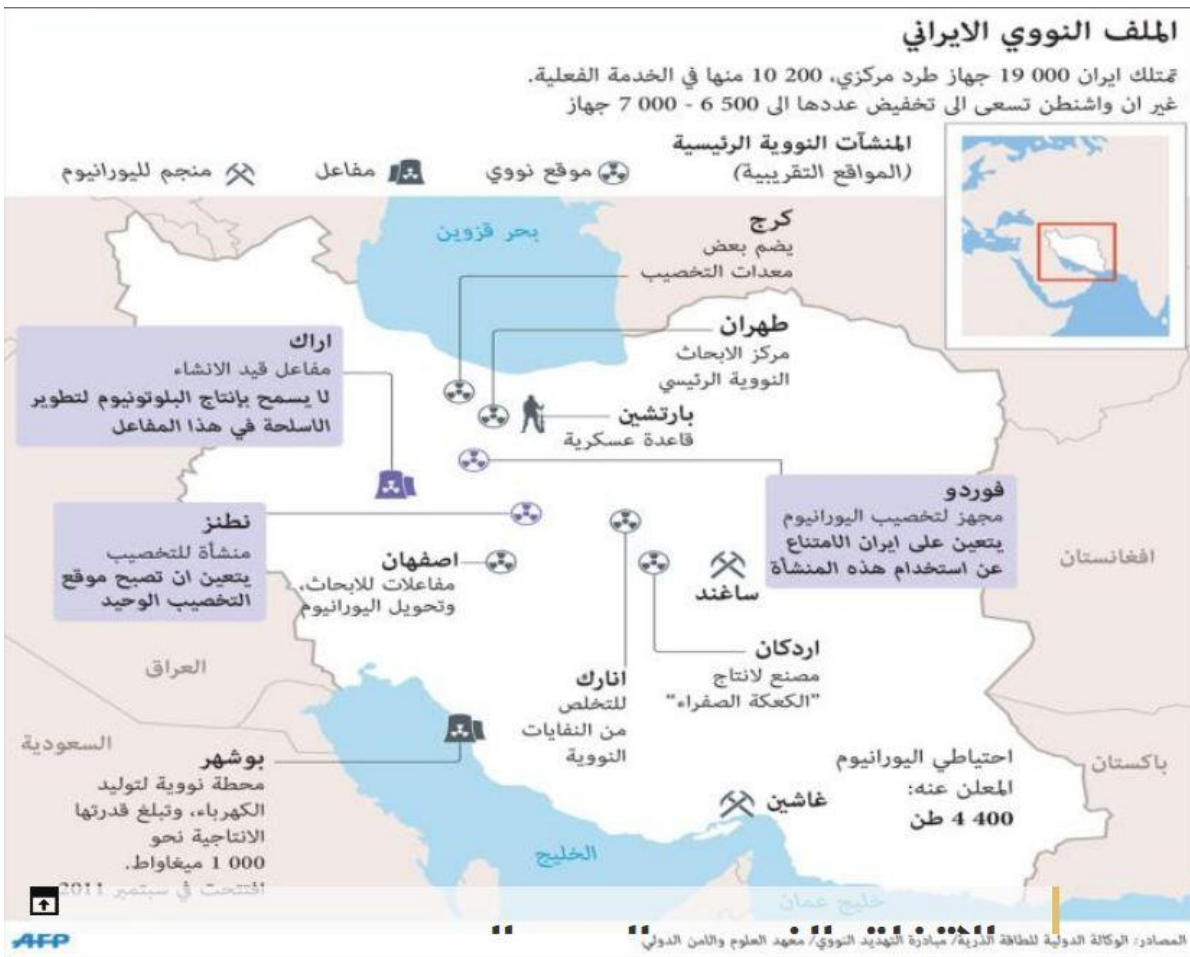 الملف النووي الايراني
تمتلك ايران 000 19 جهاز طرد مركزي، 200 10 منها في الخدمة الفعلية.
غير ان واشنطن تسعى الى تخفيض عددها الى 500 6 - 000 7 جهاز
المنشآت النووية الرئيسية
(المواقع التقريبية)
موقع نووي
مفاعل
منجم لليورانيوم
بحر قزوين
كرج
يضم بعض
معدات التخصيب
طهران
مركز الابحاث
النووية الرئيسي
بارتشين
قاعدة عسكرية
اراك
مفاعل قيد الانشاء
لا يسمح بإنتاج البلوتونيوم لتطوير
الاسلحة في هذا المفاعل
فوردو
مجهز لتخصيب اليورانيوم
يتعين على ايران الامتناع
عن استخدام هذه المنشأة
نطنز
منشأة للتخصيب
يتعين ان تصبح موقع
التخصيب الوحيد
اصفهان
مفاعلات للابحاث،
وتحويل اليورانيوم
ساغند
افغانستان
اردكان
مصنع لانتاج
"الكعكة الصفراء"
انارك
للتخلص
من النفايات
النووية
العراق
السعودية
بوشهر
محطة نووية لتوليد
الكهرباء، وتبلغ قدرتها
الانتاجية نحو
000 1 ميغاواط.
افتتحت في سبتمبر 2011
احتياطي اليورانيوم
المعلن عنه:
400 4 طن
باكستان
غاشين
الخليج
خليج عمان
المصادر: الوكالة الدولية للطاقة الذرية/ مبادرة التهديد النووي/ معهد العلوم والامن الدولي
AFP